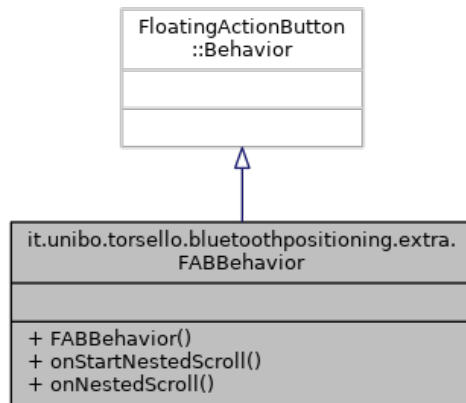 FloatingActionButton
::Behavior
it.unibo.torsello.bluetoothpositioning.extra.
FABBehavior
+ FABBehavior()
+ onStartNestedScroll()
+ onNestedScroll()